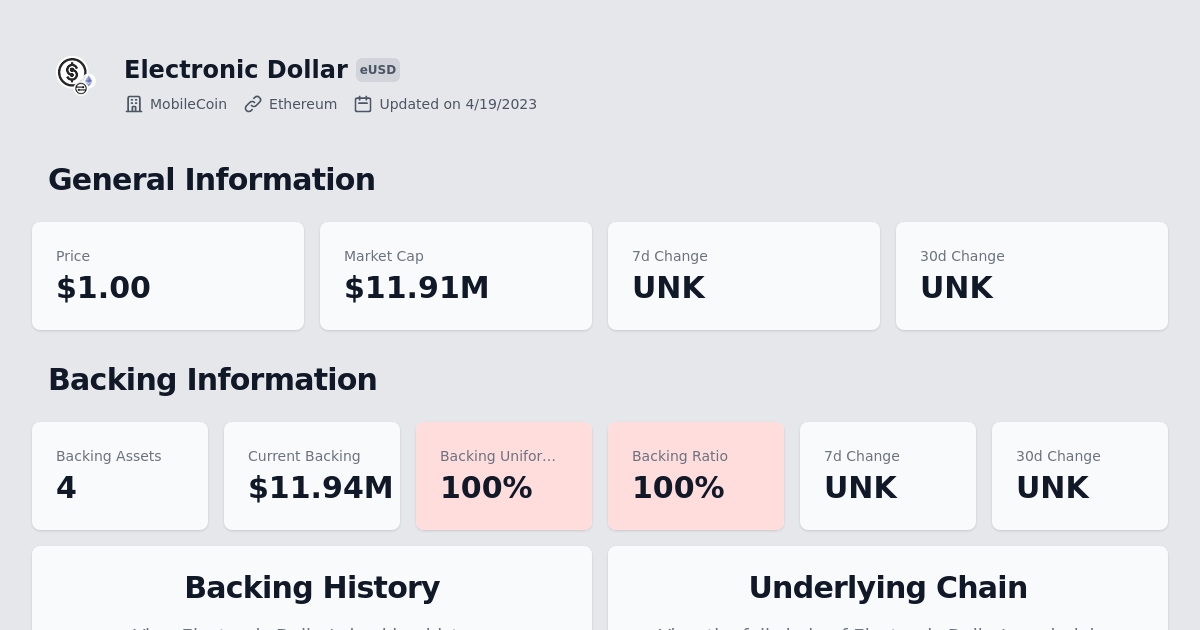 Electronic Dollar eUSD
MobileCoin Ethereum Updated on 4/19/2023
General Information
Price Market Cap 7d Change 30d Change
$1.00 $11.91M UNK UNK
Backing Information
Backing Assets Current Backing Backing Unifor… Backing Ratio 7d Change 30d Change
4 $11.94M 100% 100% UNK UNK
Backing History Underlying Chain